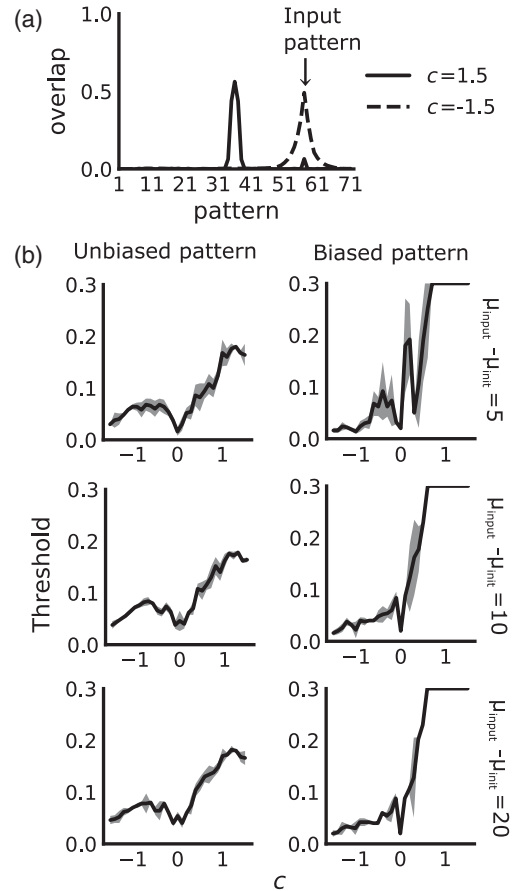 (a)
1.0
0.5
0.0
overlap
Input
pattern
c=1.5
c=-1.5
1 11 21 31 41 51 61 71
pattern
(b)
Unbiased pattern
Biased pattern
0.3
0.2
0.1
0.0
−1 0 1
0.3
0.2
0.1
0.0
−1 0 1
μinput -μinit=5
Threshold
0.3
0.2
0.1
0.0
−1 0 1
0.3
0.2
0.1
0.0
−1 0 1
μinput -μinit=10
0.3
0.2
0.1
0.0
−1 0 1
0.3
0.2
0.1
0.0
−1 0 1
μinput -μinit=20
c